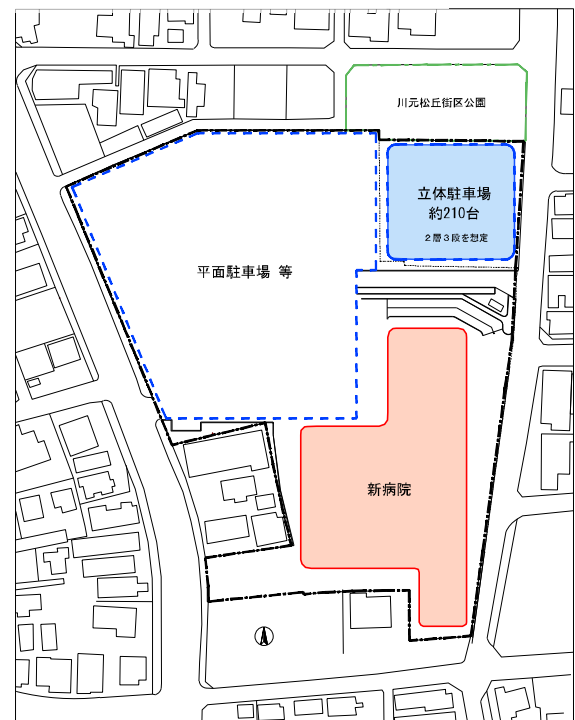 川元松丘街区公園
立体駐車場
約210台
2層3段を想定
平面駐車場 等
新病院